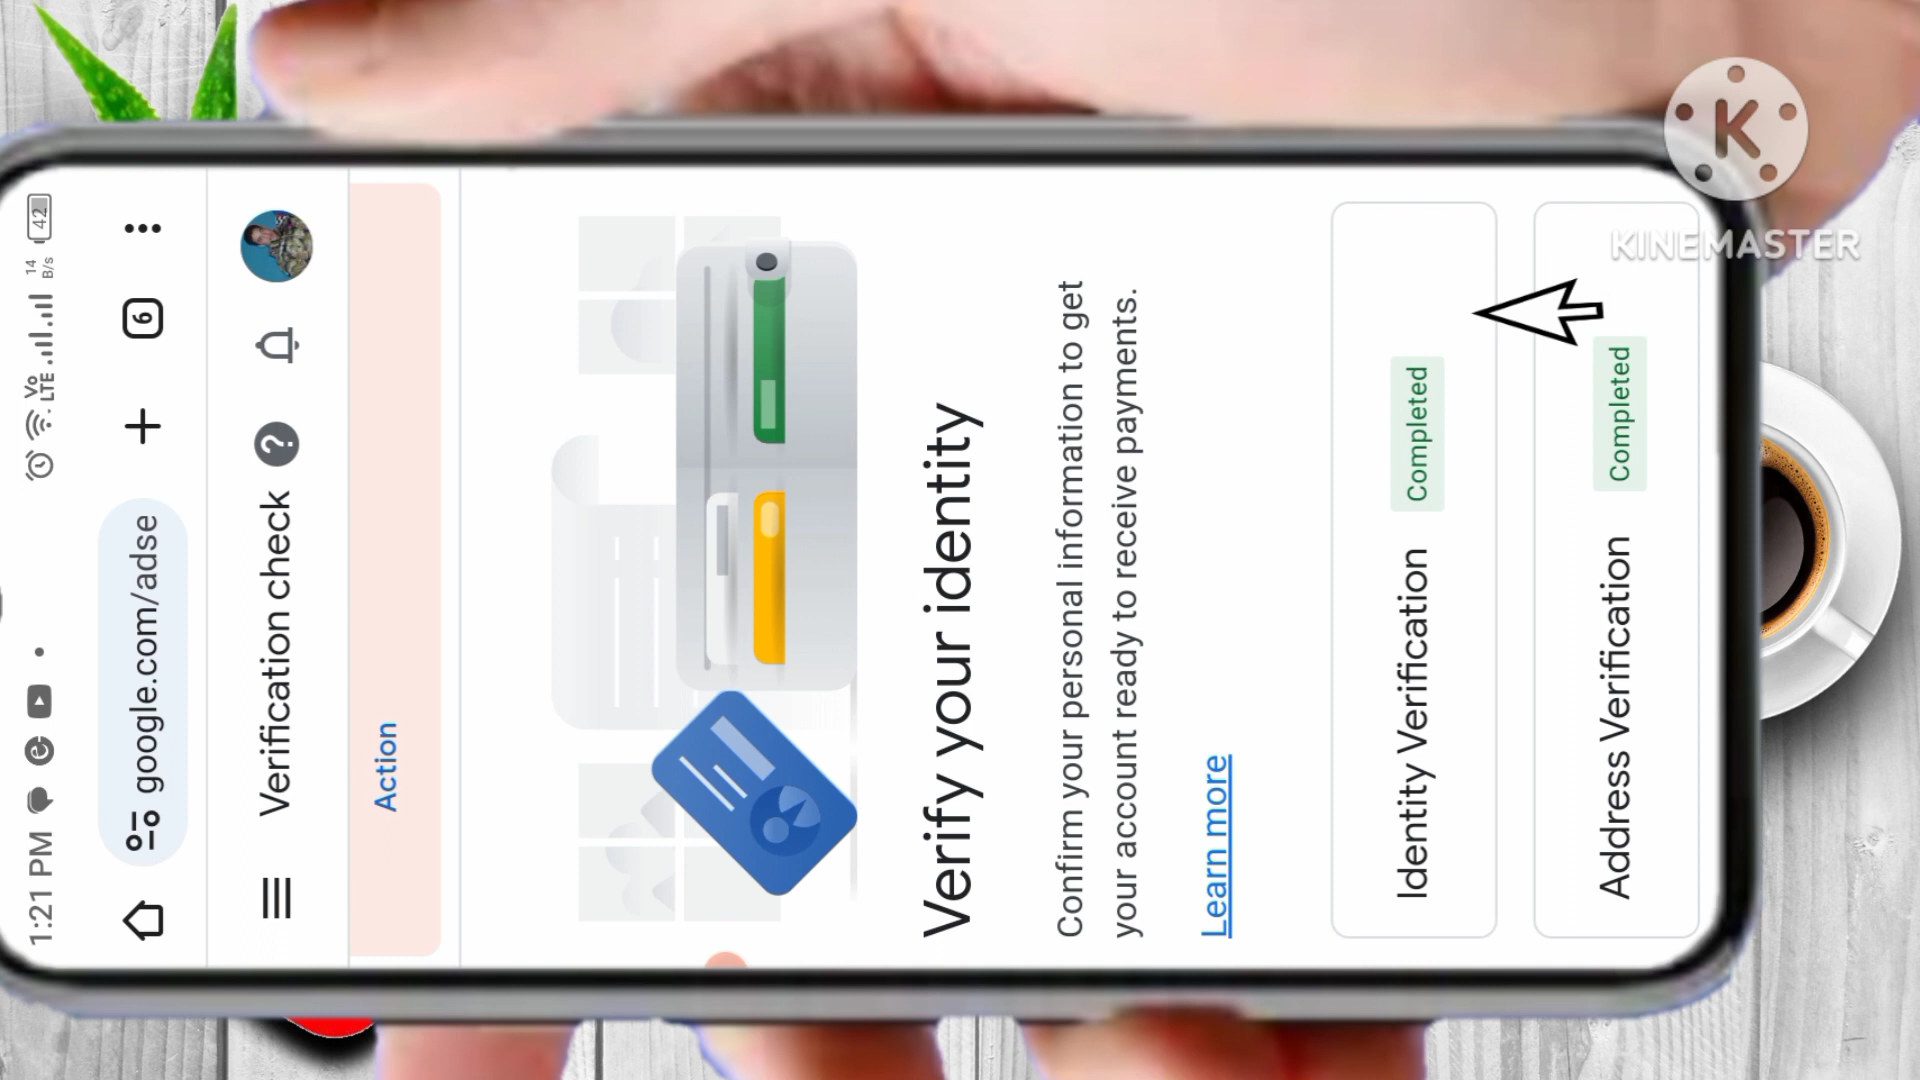 1:21 PM
Vo
LTE
14
B/s
42
google.com/adse
6
Verification check
Action
Verify your identity
Confirm your personal information to get
your account ready to receive payments.
Learn more
Identity Verification Completed
Address Verification Completed
K
KINEMASTER